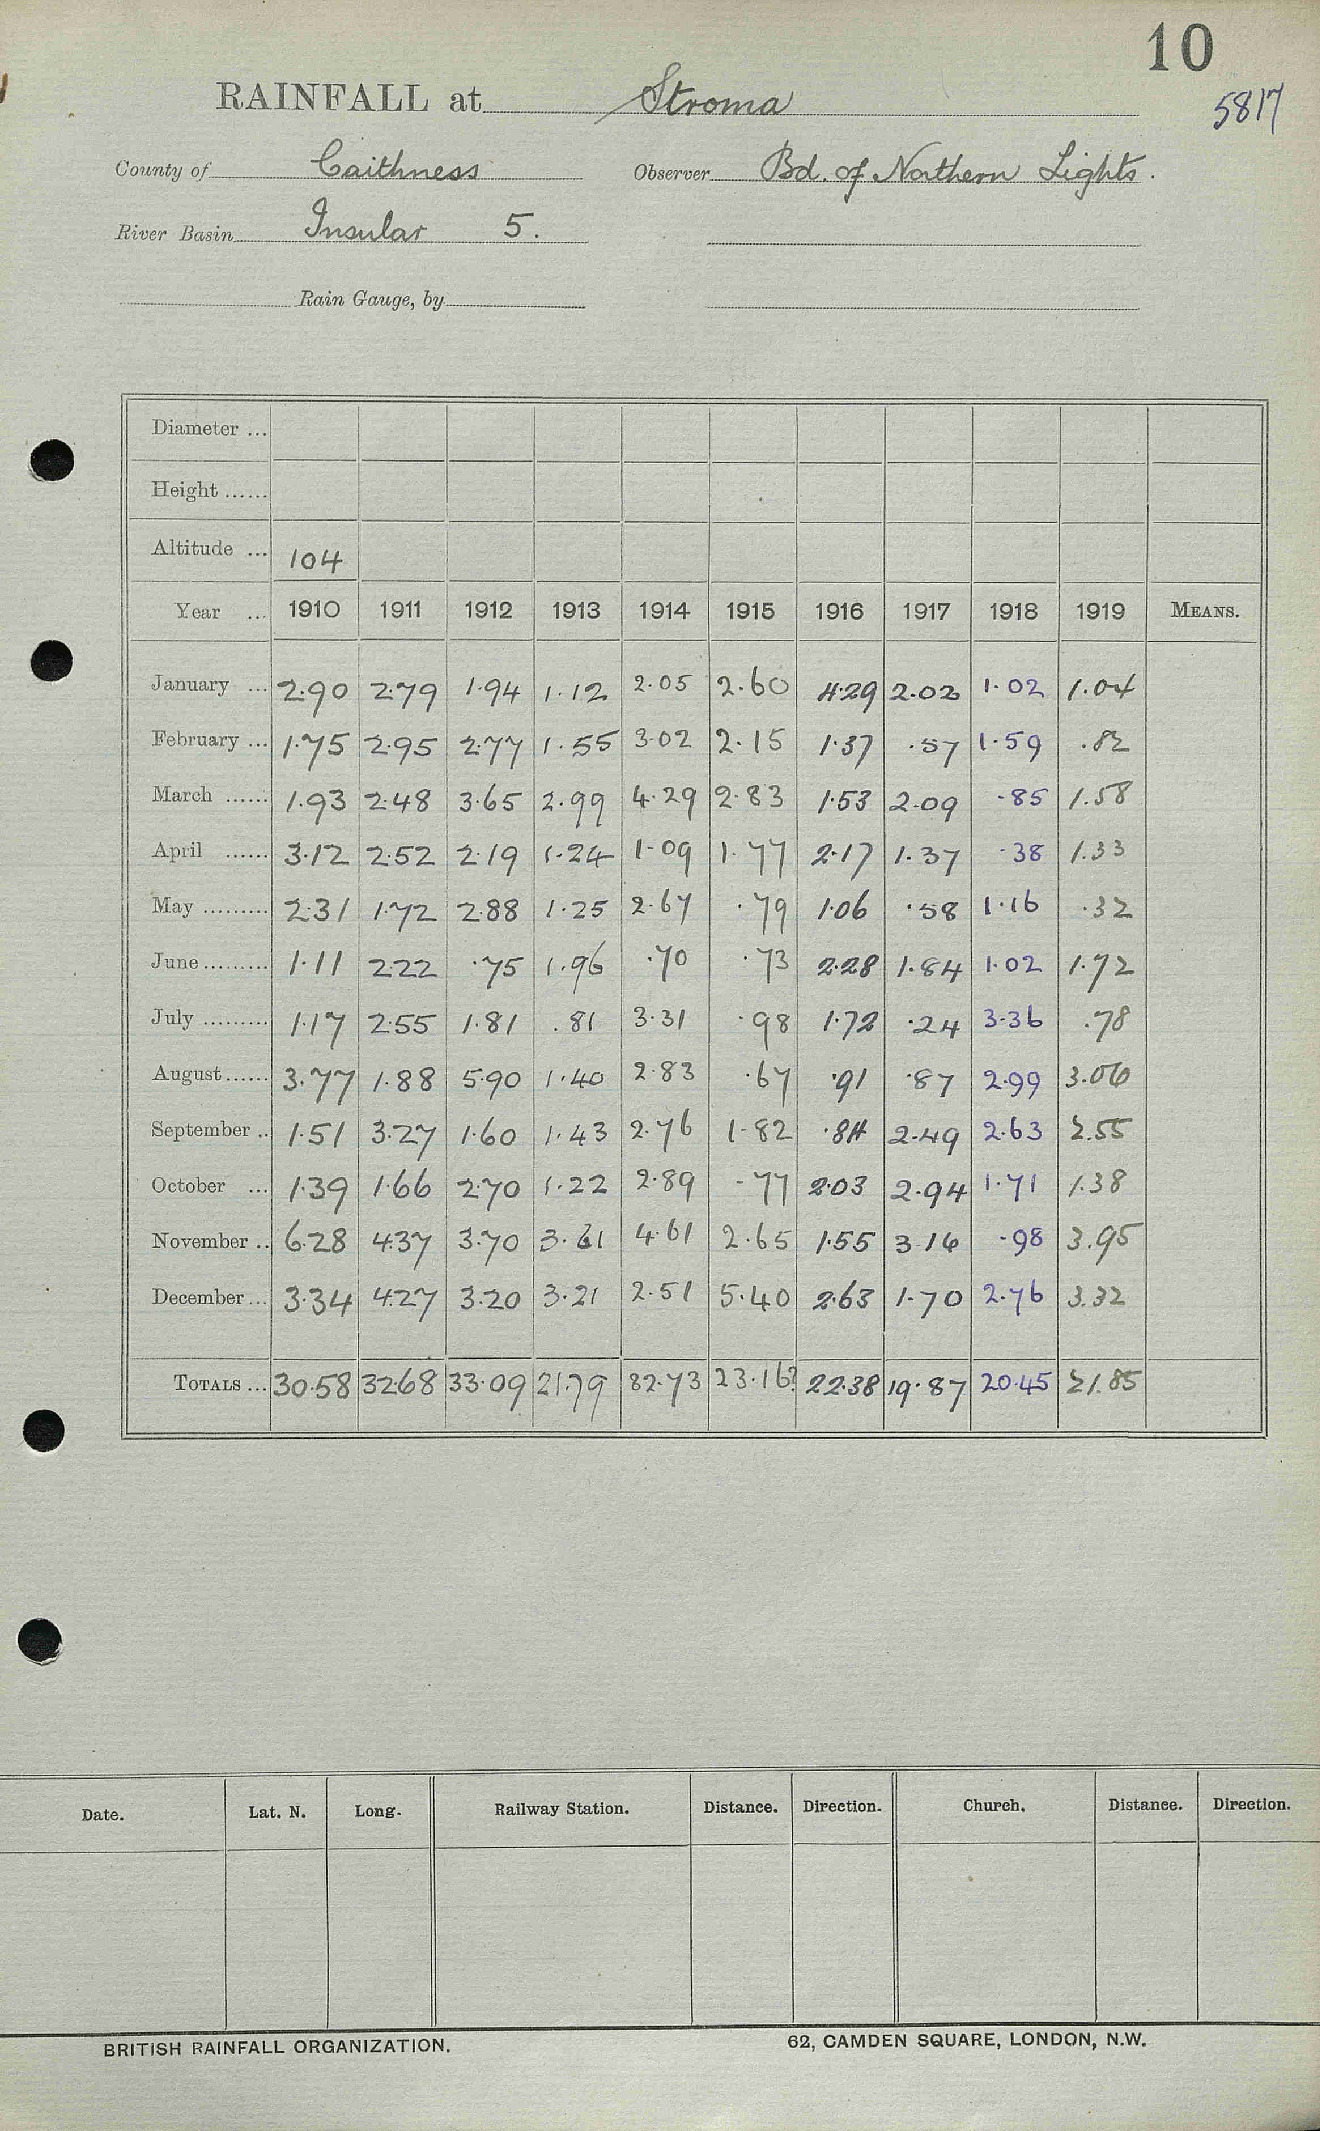 10
RAINFALL at Stroma
5817
County of Caithness Observer Bd. of Northern Lights.
River Basin Insular 5.
Rain Gauge, by
Diameter ...
Height ......
Altitude ... 104
Year ... 1910 1911 1912 1913 1914 1915 1916 1917 1918 1919 MEANS.
January ... 2.90 2.79 1.94 1.12 2.05 2.60 4.29 2.02 1.02 1.04
February ... 1.75 2.95 2.77 1.55 3.02 2.15 1.37 .57 1.59 .82
March ...... 1.93 2.48 3.65 2.99 4.29 2.83 1.53 2.09 .85 1.58
April ...... 3.12 2.52 2.19 1.24 1.09 1.77 2.17 1.37 .38 1.33
May ......... 2.31 1.72 2.88 1.25 2.67 .79 1.06 .58 1.16 .32
June ......... 1.11 2.22 .75 1.96 .70 .73 2.28 1.84 1.02 1.72
July ......... 1.17 2.55 1.81 .81 3.31 .98 1.72 .24 3.36 .78
August ...... 3.77 1.88 5.90 1.40 2.83 .67 .91 .87 2.99 3.06
September .. 1.51 3.27 1.60 1.43 2.76 1.82 .84 2.49 2.63 2.55
October ... 1.39 1.66 2.70 1.22 2.89 .77 2.03 2.94 1.71 1.38
November .. 6.28 4.37 3.70 3.61 4.61 2.65 1.55 3.16 .98 3.95
December ... 3.34 4.27 3.20 3.21 2.51 5.40 2.63 1.70 2.76 3.32
TOTALS ... 30.58 32.68 33.09 21.79 32.73 23.16? 22.38 19.87 20.45 21.85
Date. Lat. N. Long. Railway Station. Distance. Direction. Church. Distance. Direction.
BRITISH RAINFALL ORGANIZATION. 62, CAMDEN SQUARE, LONDON, N.W.